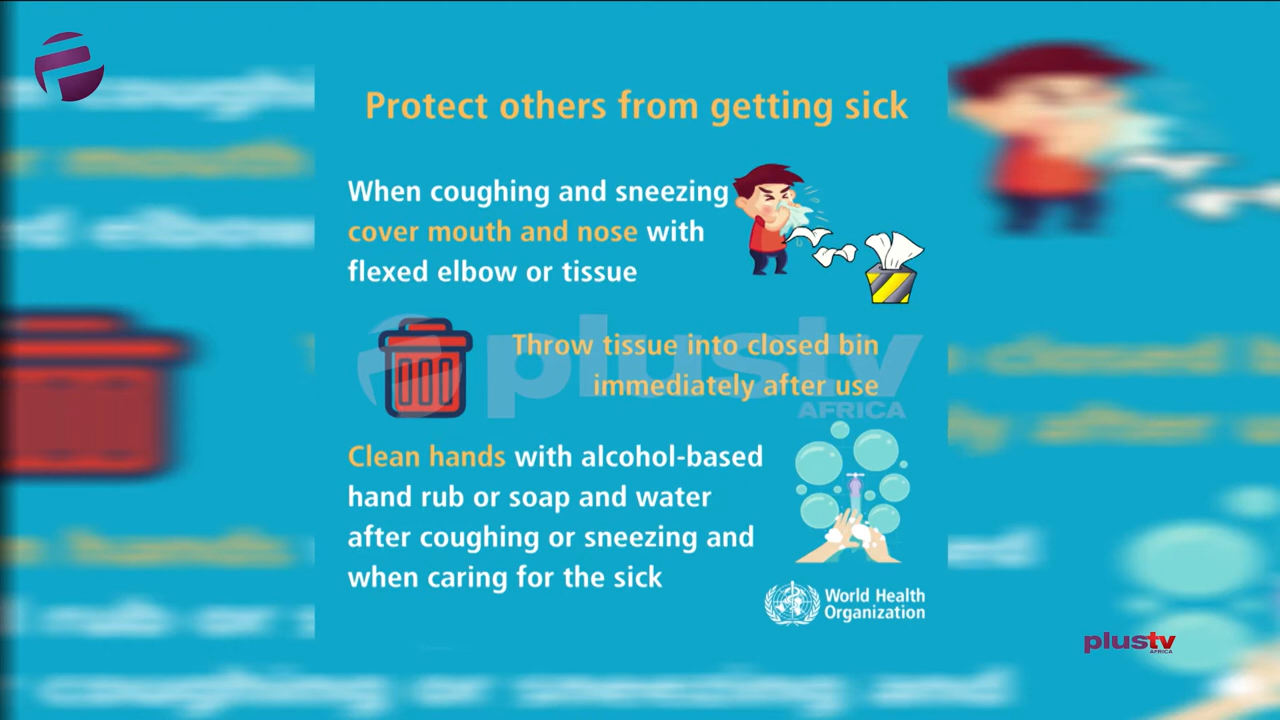 Protect others from getting sick
When coughing and sneezing
cover mouth and nose with
flexed elbow or tissue
Throw tissue into closed bin
immediately after use
plustv
AFRICA
Clean hands with alcohol-based
hand rub or soap and water
after coughing or sneezing and
when caring for the sick
World Health
Organization
plustv
AFRICA